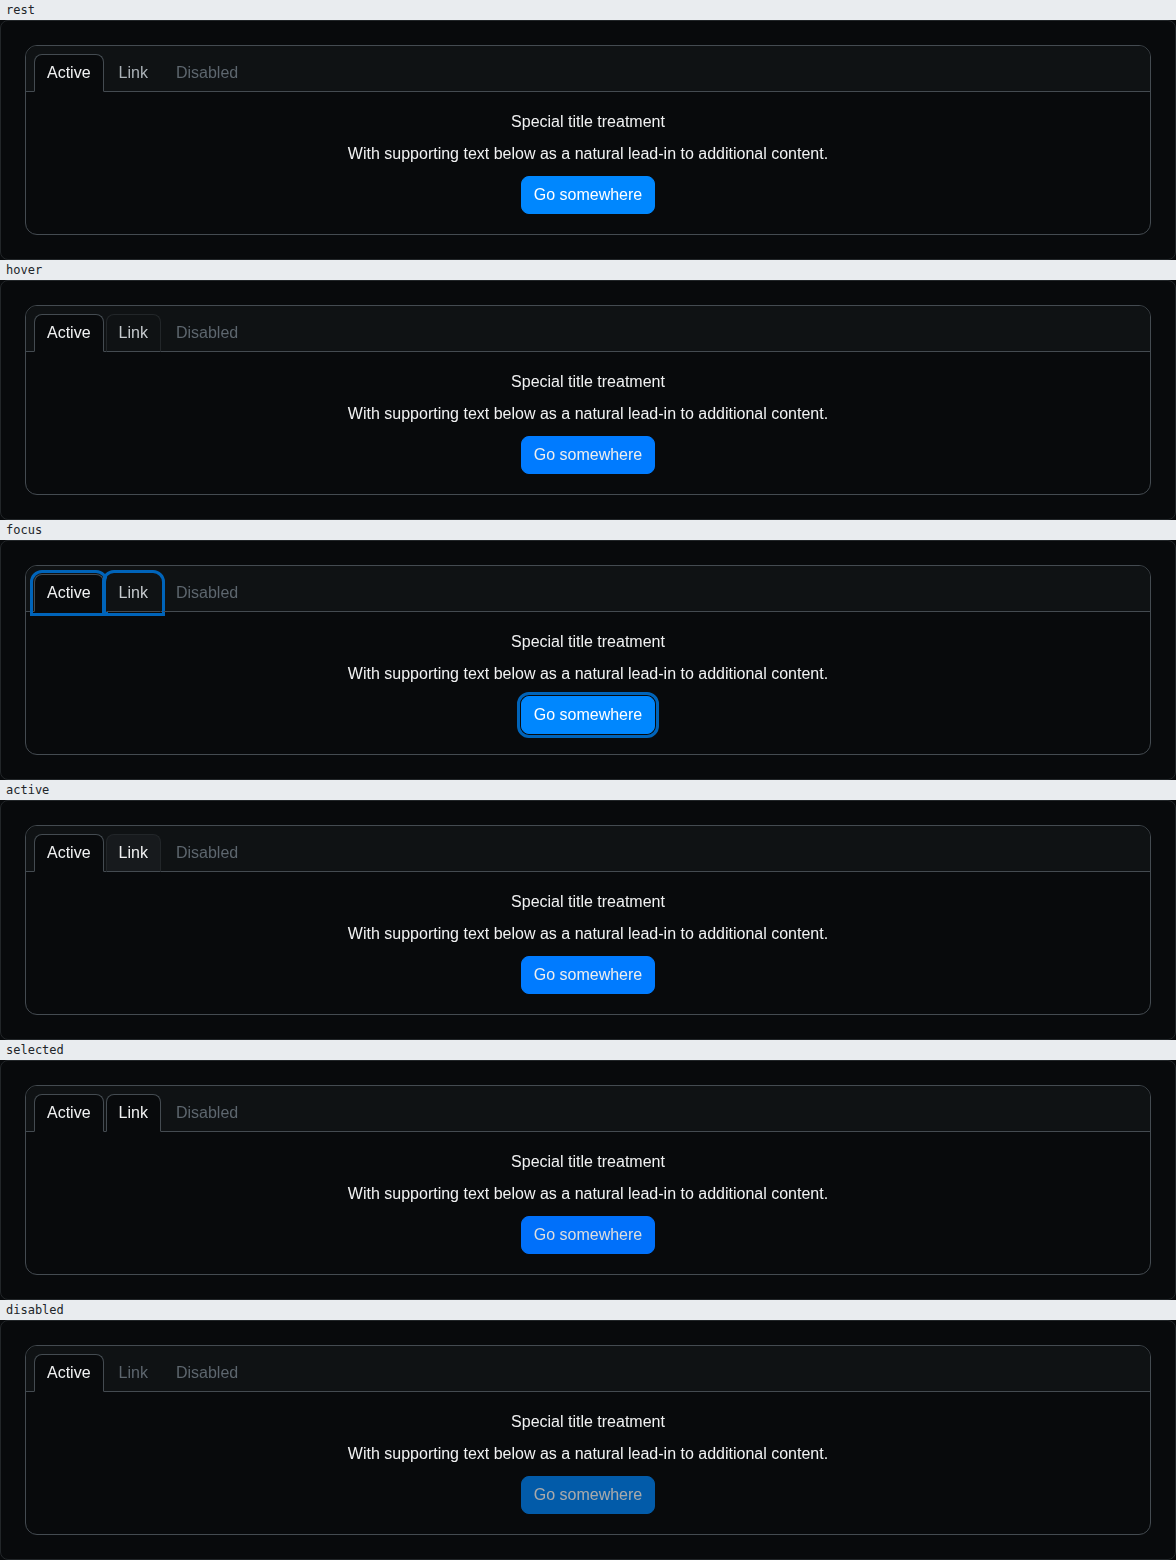 rest
Active Link Disabled
Special title treatment
With supporting text below as a natural lead-in to additional content.
Go somewhere
hover
Active Link Disabled
Special title treatment
With supporting text below as a natural lead-in to additional content.
Go somewhere
focus
Active Link Disabled
Special title treatment
With supporting text below as a natural lead-in to additional content.
Go somewhere
active
Active Link Disabled
Special title treatment
With supporting text below as a natural lead-in to additional content.
Go somewhere
selected
Active Link Disabled
Special title treatment
With supporting text below as a natural lead-in to additional content.
Go somewhere
disabled
Active Link Disabled
Special title treatment
With supporting text below as a natural lead-in to additional content.
Go somewhere